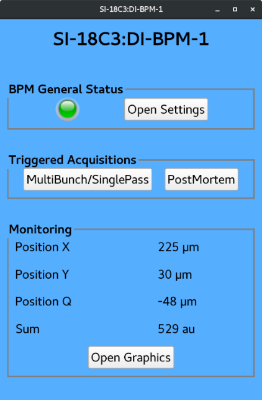 SI-18C3:DI-BPM-1
SI-18C3:DI-BPM-1
BPM General Status
Open Settings
Triggered Acquisitions
MultiBunch/SinglePass PostMortem
Monitoring
Position X 225 µm
Position Y 30 µm
Position Q -48 µm
Sum 529 au
Open Graphics